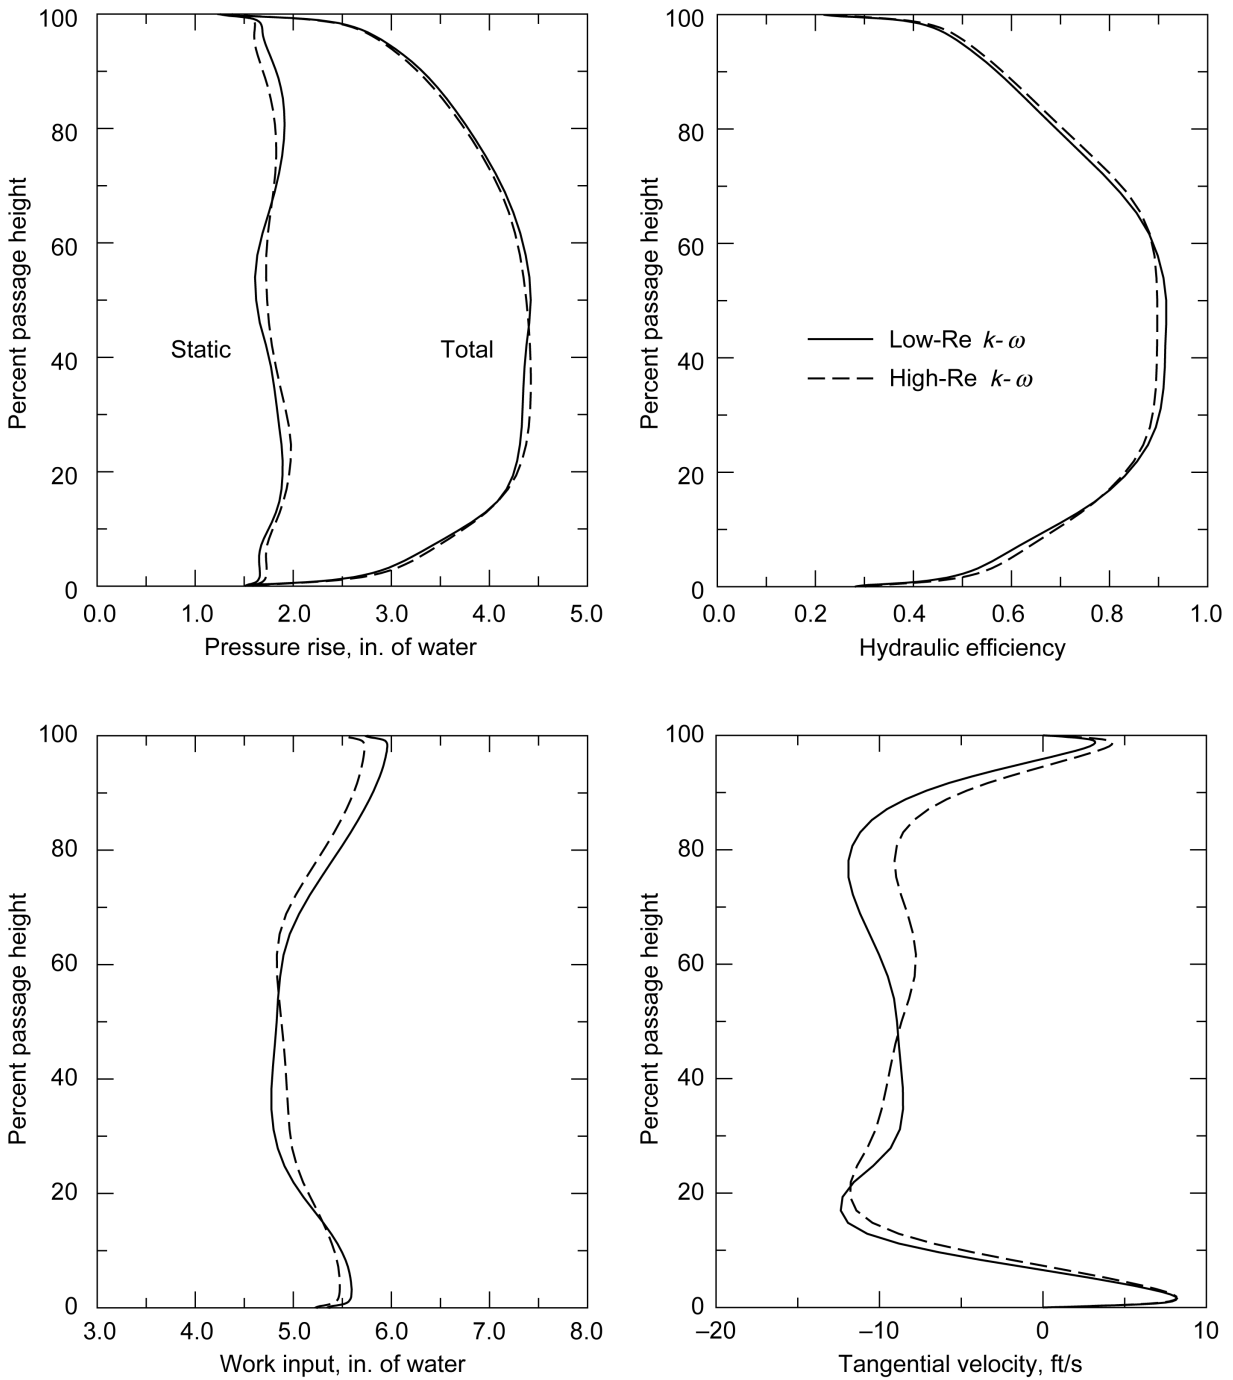 100
80
60
40
20
0
Percent passage height
Static
Total
0.0 1.0 2.0 3.0 4.0 5.0
Pressure rise, in. of water
100
80
60
40
20
0
Percent passage height
Low-Re k-ω
High-Re k-ω
0.0 0.2 0.4 0.6 0.8 1.0
Hydraulic efficiency
100
80
60
40
20
0
Percent passage height
3.0 4.0 5.0 6.0 7.0 8.0
Work input, in. of water
100
80
60
40
20
0
Percent passage height
–20 –10 0 10
Tangential velocity, ft/s